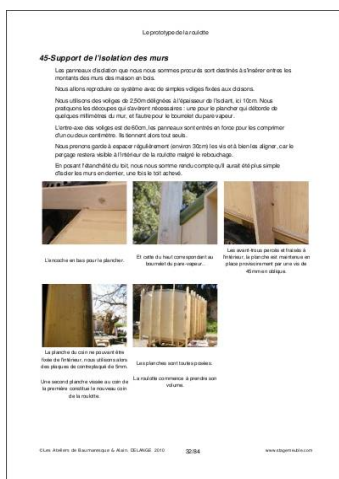 Le prototype de la roulotte
45-Support de l'isolation des murs
Les panneaux d'isolation que nous nous sommes procurés sont destinés à s'insérer entres les
montants des murs des maison en bois.
Nous allons reproduire ce système avec de simples voliges fixées aux cloisons.
Nous utilisons des voliges de 2,50m délignées à l'épaisseur de l'isolant, ici 10cm. Nous
pratiquons les découpes qui s'avèrent nécessaires : une pour le plancher qui déborde de
quelques millimètres du mur, et l'autre pour le bourrelet du pare-vapeur.
L'entre-axe des voliges est de 60cm, les panneaux sont entrés en force pour les comprimer
d'un ou deux centimètre. Ils tiennent alors tout seuls.
Nous prenons garde à espacer régulièrement (environ 30cm) les vis et à bien les aligner, car le
perçage restera visible à l'intérieur de la roulotte malgré le rebouchage.
En posant l'étanchéité du toit, nous nous somme rendu compte qu'il aurait été plus simple
d'isoler les murs en dernier, une fois le toit achevé.
L'encoche en bas pour le plancher.
Et celle du haut correspondant au
bourrelet du pare-vapeur.
Les avant-trous percés et fraisés à
l'intérieur, la planche est maintenue en
place provisoirement par une vis de
45mm en oblique.
La planche du coin ne pouvant être
fixée de l'intérieur, nous utilisons alors
des plaques de contreplaqué de 5mm.
Une second planche vissée au coin de
la première constitue le nouveau coin
de la roulotte.
Les planches sont toutes posées.
La roulotte commence à prendre son
volume.
©Les Ateliers de Baumanesque & Alain DELANGE 2010
32/84
www.stagemeuble.com